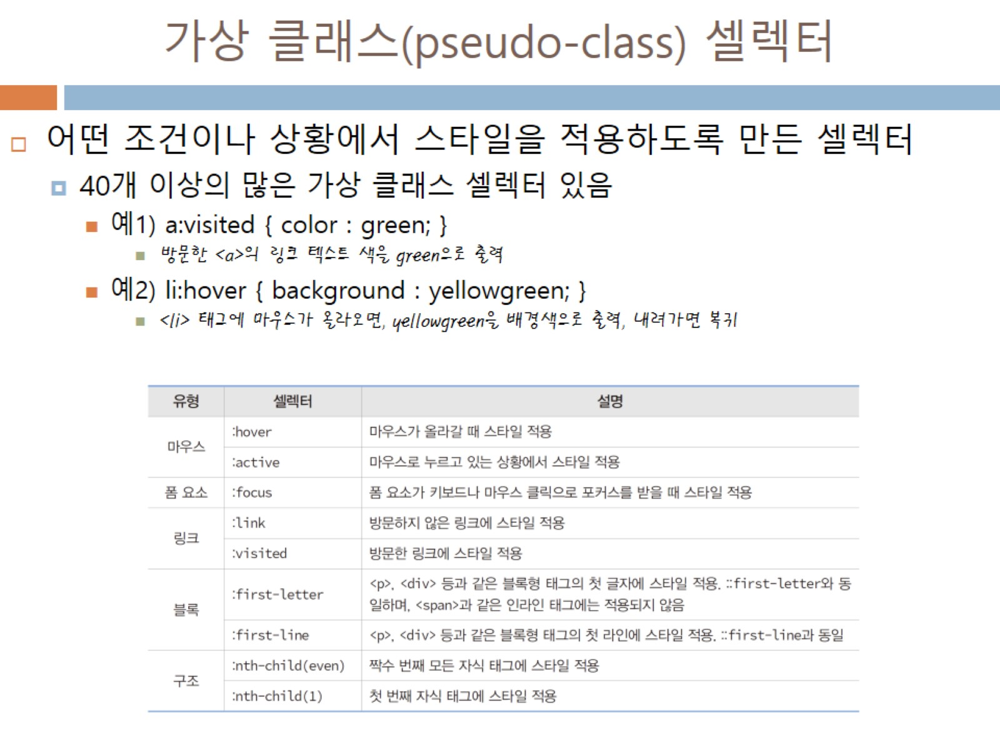 가상 클래스(pseudo-class) 셀렉터
어떤 조건이나 상황에서 스타일을 적용하도록 만든 셀렉터
40개 이상의 많은 가상 클래스 셀렉터 있음
예1) a:visited { color : green; }
방문한 <a>의 링크 텍스트 색을 green으로 출력
예2) li:hover { background : yellowgreen; }
<li> 태그에 마우스가 올라오면, yellowgreen을 배경색으로 출력, 내려가면 복귀
유형 셀렉터 설명
마우스
:hover 마우스가 올라갈 때 스타일 적용
:active 마우스로 누르고 있는 상황에서 스타일 적용
폼 요소 :focus 폼 요소가 키보드나 마우스 클릭으로 포커스를 받을 때 스타일 적용
링크
:link 방문하지 않은 링크에 스타일 적용
:visited 방문한 링크에 스타일 적용
블록
:first-letter
<p>, <div> 등과 같은 블록형 태그의 첫 글자에 스타일 적용. ::first-letter와 동
일하며, <span>과 같은 인라인 태그에는 적용되지 않음
:first-line <p>, <div> 등과 같은 블록형 태그의 첫 라인에 스타일 적용. ::first-line과 동일
구조
:nth-child(even) 짝수 번째 모든 자식 태그에 스타일 적용
:nth-child(1) 첫 번째 자식 태그에 스타일 적용